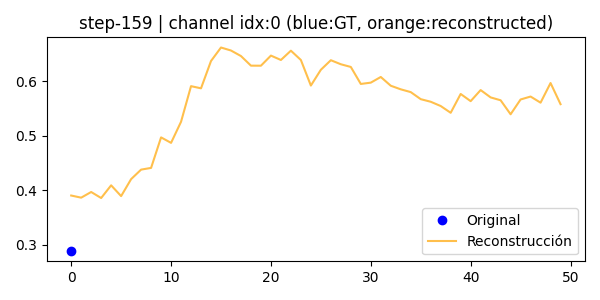 step-159 | channel idx:0 (blue:GT, orange:reconstructed)
0.6
0.5
0.4
0.3
Original
Reconstrucción
0 10 20 30 40 50